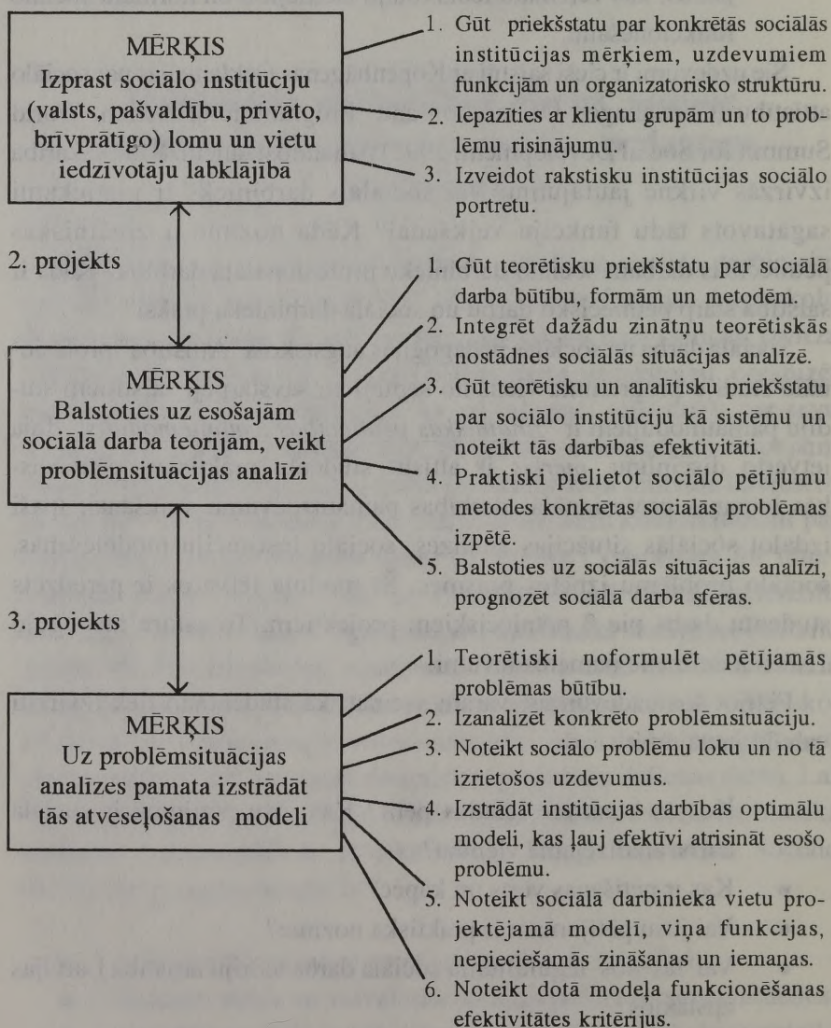 MĒRĶIS
Izprast sociālo institūciju
(valsts, pašvaldību, privāto,
brīvprātīgo) lomu un vietu
iedzīvotāju labklājībā
1. Gūt priekšstatu par konkrētās sociālās
institūcijas mērķiem, uzdevumiem
funkcijām un organizatorisko struktūru.
2. Iepazīties ar klientu grupām un to prob-
lēmu risinājumu.
3. Izveidot rakstisku institūcijas sociālo
portretu.
2. projekts
MĒRĶIS
Balstoties uz esošajām
sociālā darba teorijām, veikt
problēmsituācijas analīzi
1. Gūt teorētisku priekšstatu par sociālā
darba būtību, formām un metodēm.
2. Integrēt dažādu zinātņu teorētiskās
nostādnes sociālās situācijas analīzē.
3. Gūt teorētisku un analītisku priekšstatu
par sociālo institūciju kā sistēmu un
noteikt tās darbības efektivitāti.
4. Praktiski pielietot sociālo pētījumu
metodes konkrētas sociālās problēmas
izpētē.
5. Balstoties uz sociālās situācijas analīzi,
prognozēt sociālā darba sfēras.
3. projekts
MĒRĶIS
Uz problēmsituācijas
analīzes pamata izstrādāt
tās atveseļošanas modeli
1. Teorētiski noformulēt pētījamās
problēmas būtību.
2. Izanalizēt konkrēto problēmsituāciju.
3. Noteikt sociālo problēmu loku un no tā
izrietošos uzdevumus.
4. Izstrādāt institūcijas darbības optimālu
modeli, kas ļauj efektīvi atrisināt esošo
problēmu.
5. Noteikt sociālā darbinieka vietu pro-
jektējamā modelī, viņa funkcijas,
nepieciešamās zināšanas un iemaņas.
6. Noteikt dotā modeļa funkcionēšanas
efektivitātes kritērijus.